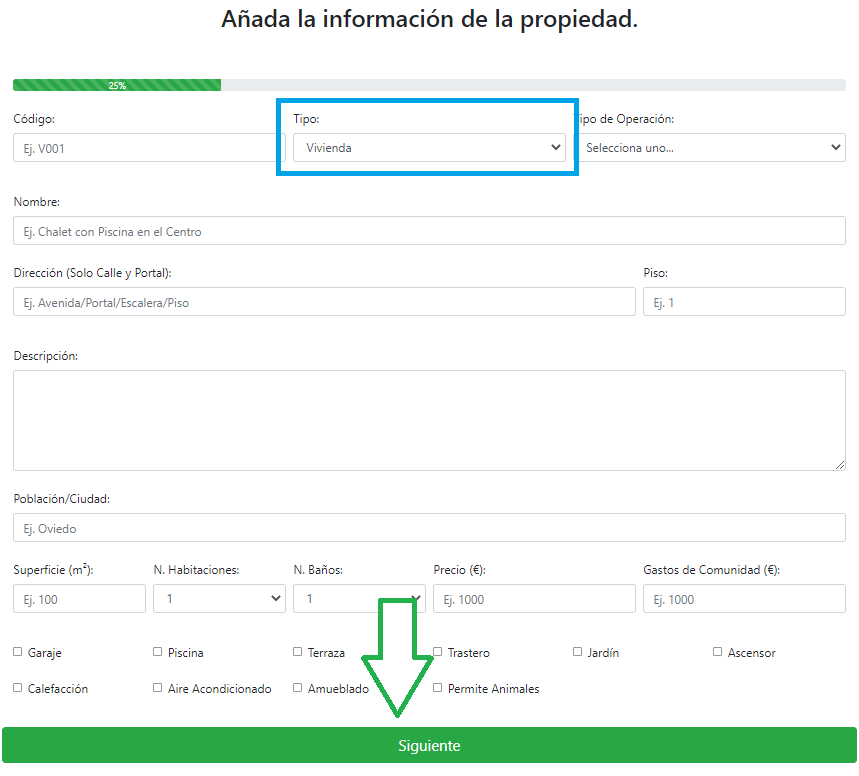 Añada la información de la propiedad.
25%
Código: Tipo: Tipo de Operación:
Ej. V001 Vivienda Selecciona uno...
Nombre:
Ej. Chalet con Piscina en el Centro
Dirección (Solo Calle y Portal): Piso:
Ej. Avenida/Portal/Escalera/Piso Ej. 1
Descripción:
Población/Ciudad:
Ej. Oviedo
Superficie (m²): N. Habitaciones: N. Baños: Precio (€): Gastos de Comunidad (€):
Ej. 100 1 1 Ej. 1000 Ej. 1000
Garaje Piscina Terraza Trastero Jardín Ascensor
Calefacción Aire Acondicionado Amueblado Permite Animales
Siguiente